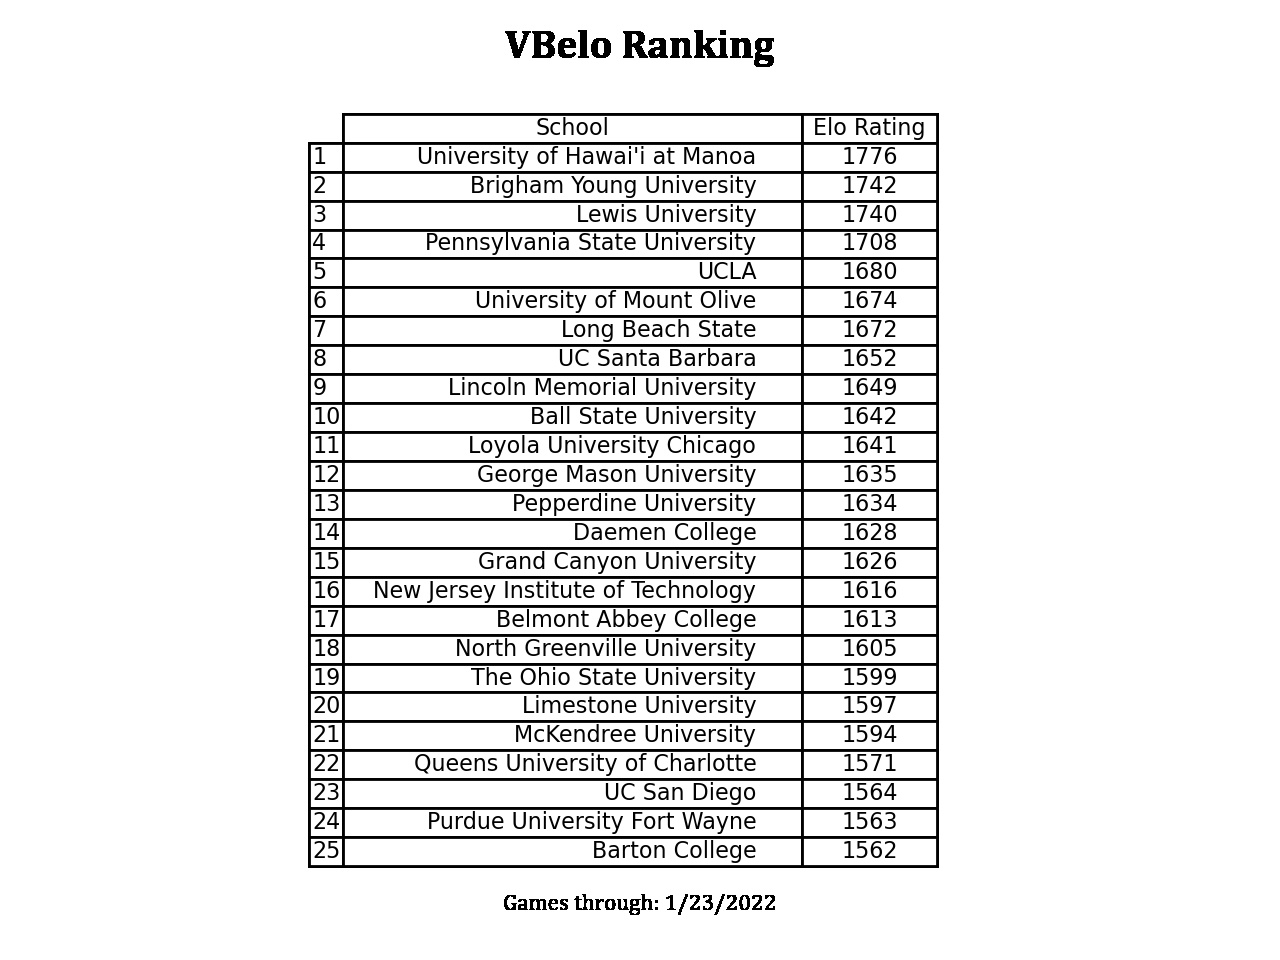 VBelo Ranking
School Elo Rating
1 University of Hawai'i at Manoa 1776
2 Brigham Young University 1742
3 Lewis University 1740
4 Pennsylvania State University 1708
5 UCLA 1680
6 University of Mount Olive 1674
7 Long Beach State 1672
8 UC Santa Barbara 1652
9 Lincoln Memorial University 1649
10 Ball State University 1642
11 Loyola University Chicago 1641
12 George Mason University 1635
13 Pepperdine University 1634
14 Daemen College 1628
15 Grand Canyon University 1626
16 New Jersey Institute of Technology 1616
17 Belmont Abbey College 1613
18 North Greenville University 1605
19 The Ohio State University 1599
20 Limestone University 1597
21 McKendree University 1594
22 Queens University of Charlotte 1571
23 UC San Diego 1564
24 Purdue University Fort Wayne 1563
25 Barton College 1562
Games through: 1/23/2022